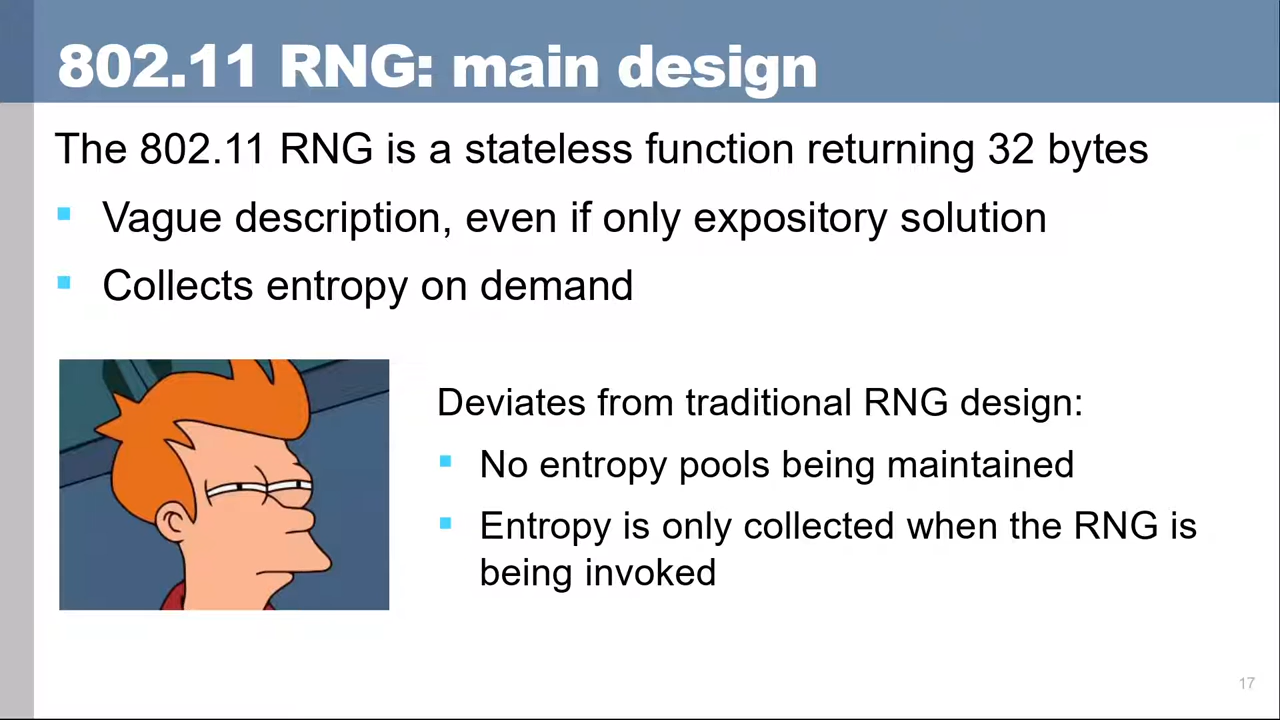 802.11 RNG: main design
The 802.11 RNG is a stateless function returning 32 bytes
Vague description, even if only expository solution
Collects entropy on demand
Deviates from traditional RNG design:
No entropy pools being maintained
Entropy is only collected when the RNG is
being invoked
17